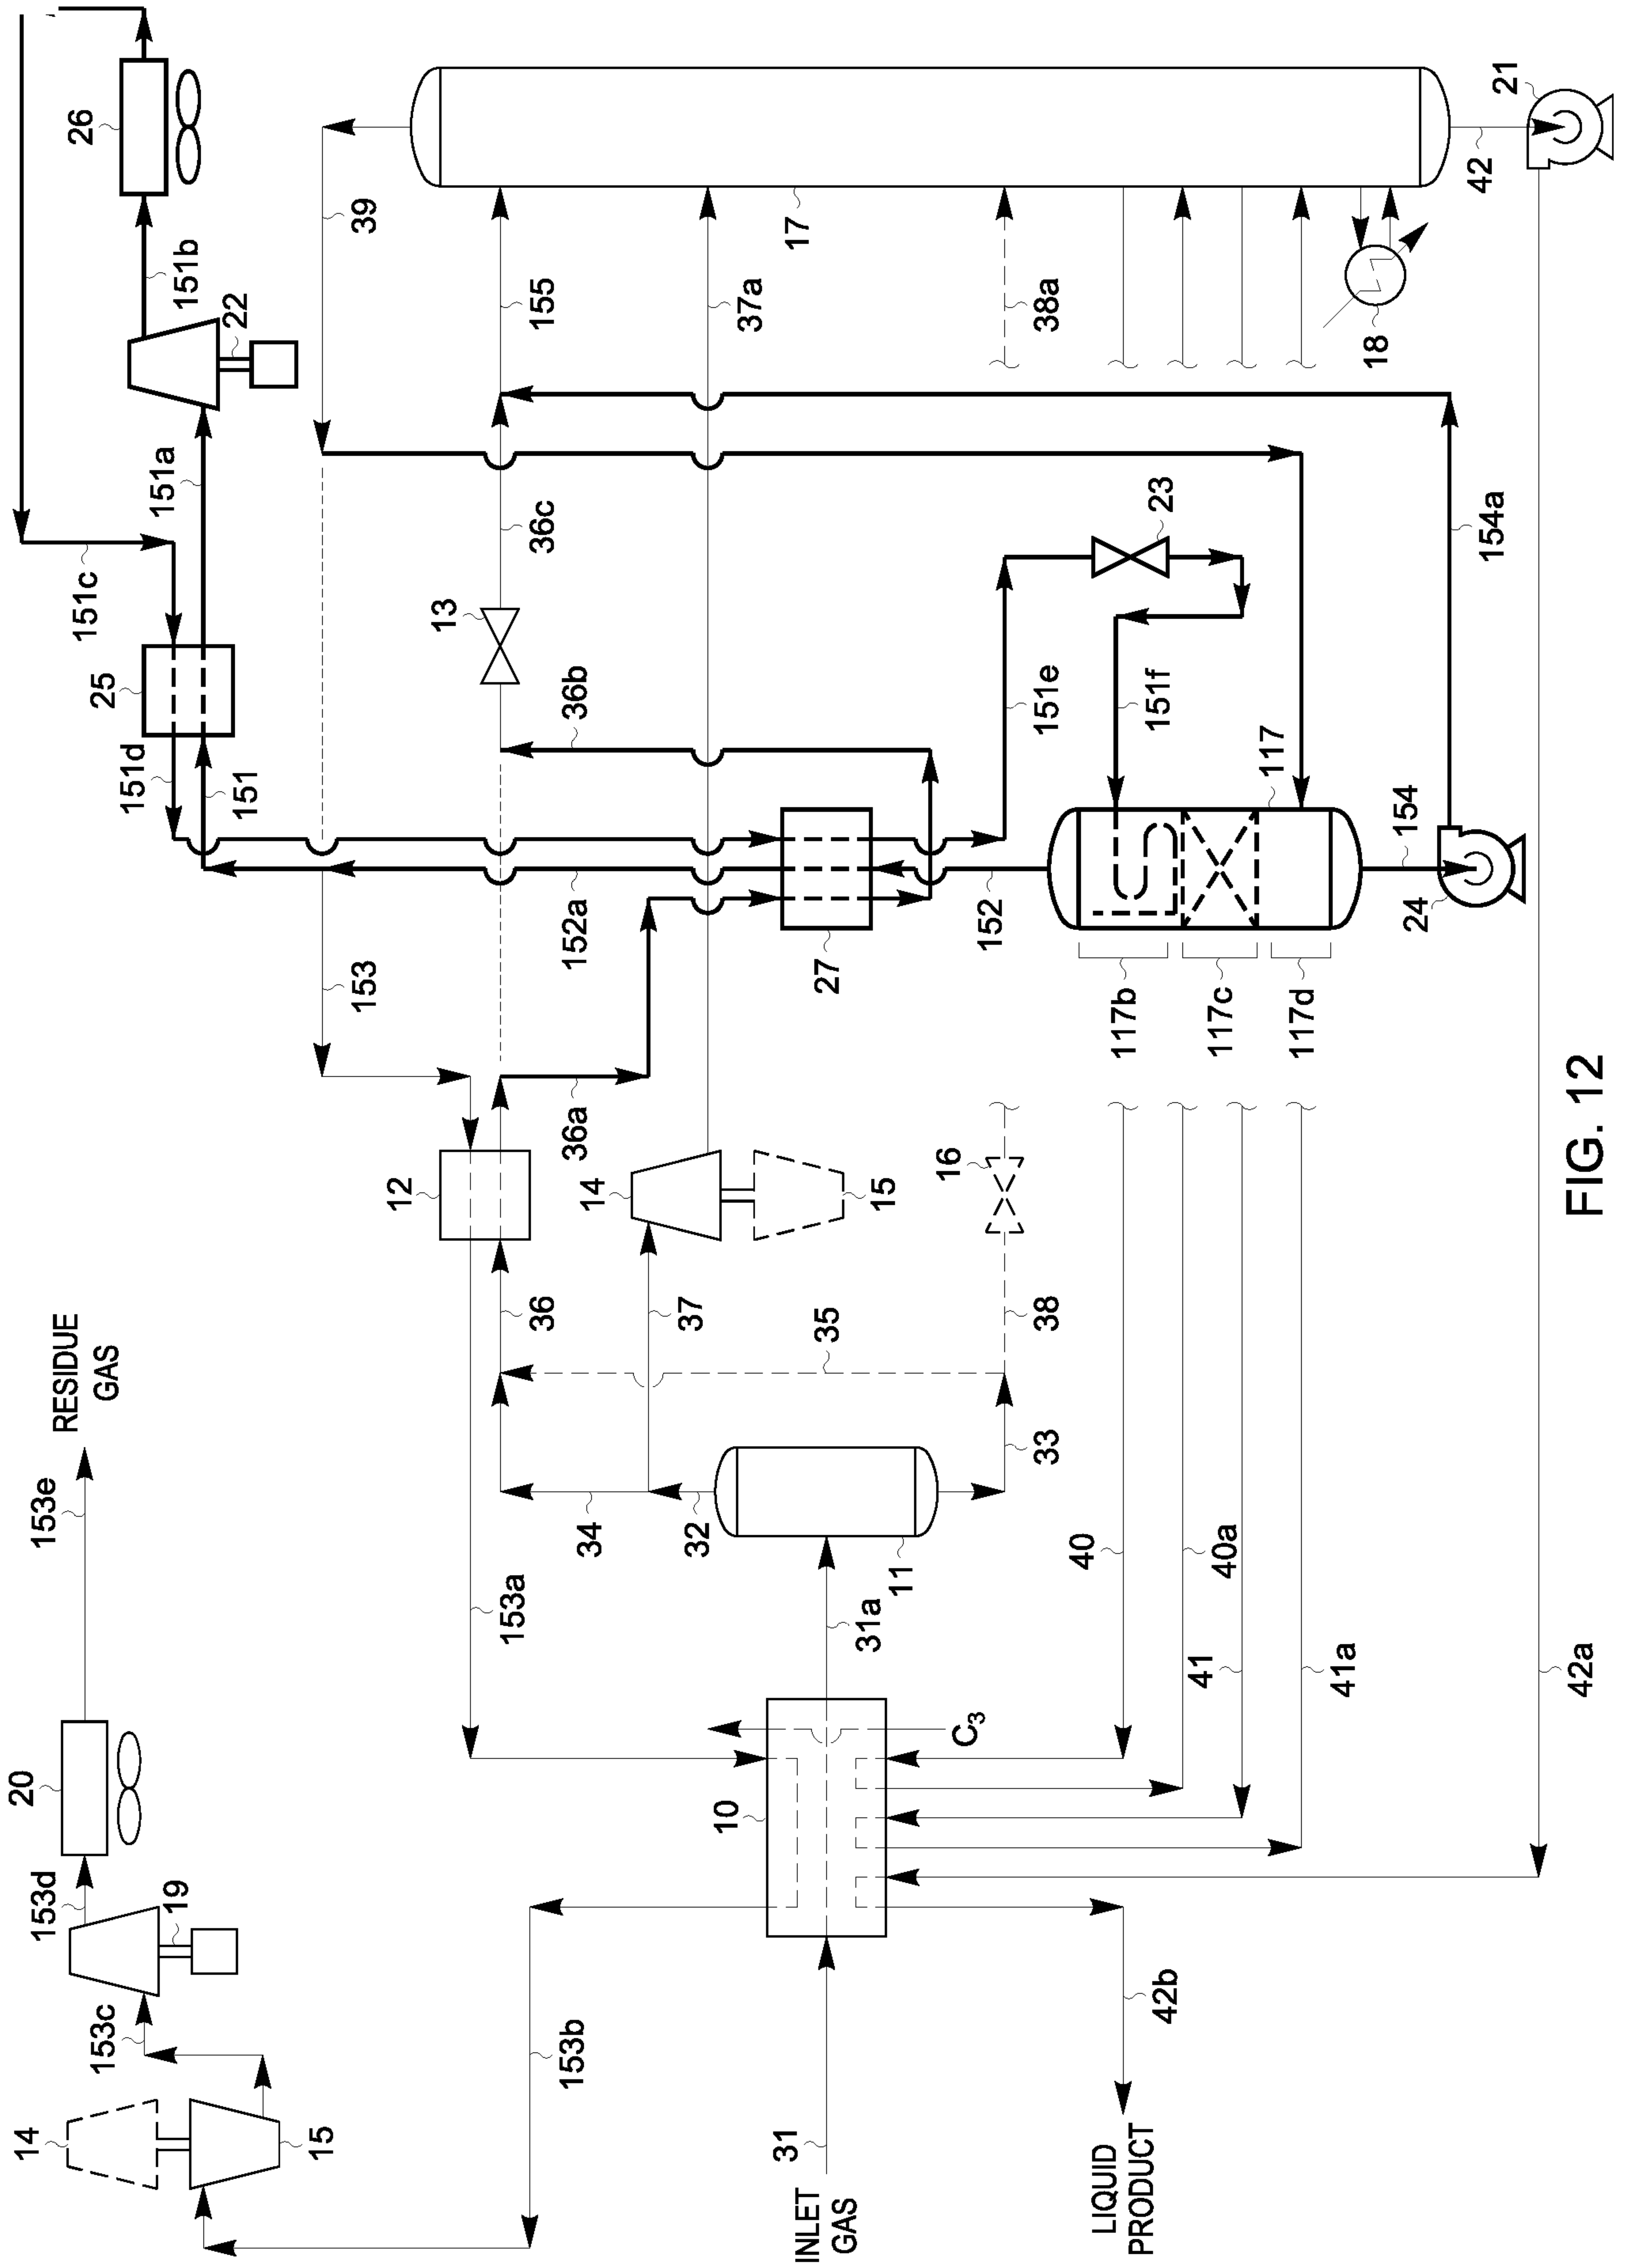 14
15
153c
153d
19
20
153e
RESIDUE
GAS
153b
INLET
GAS
31
10
C3
153a
31a
11
32
34
33
35
36
37
38
12
14
15
16
36a
153
LIQUID
PRODUCT
42b
40
40a
41
41a
42a
27
152a
152
117b
117c
117d
117
24
154
154a
151d
151
25
151c
151a
22
151b
26
13
36b
36c
151e
151f
23
39
155
37a
38a
17
18
42
21
FIG. 12